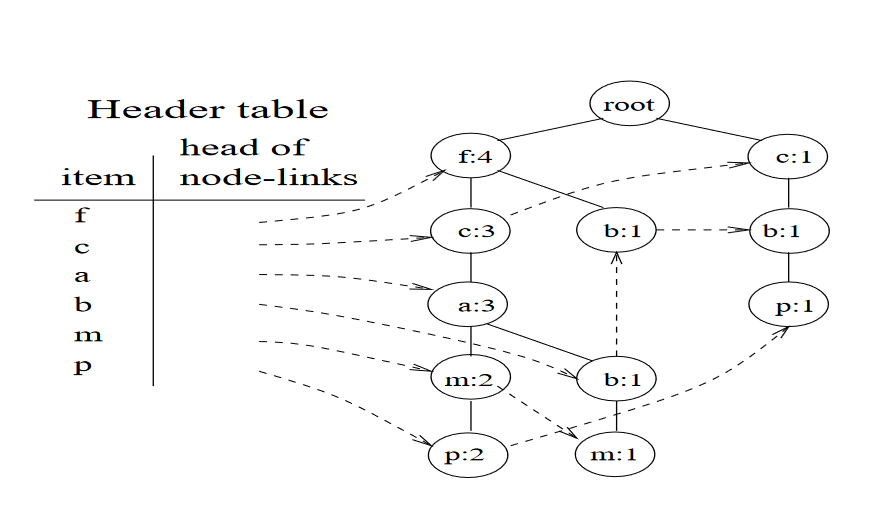 Header table
head of
item node-links
f
c
a
b
m
p
root
f:4 c:1
c:3 b:1 b:1
a:3 p:1
m:2 b:1
p:2 m:1